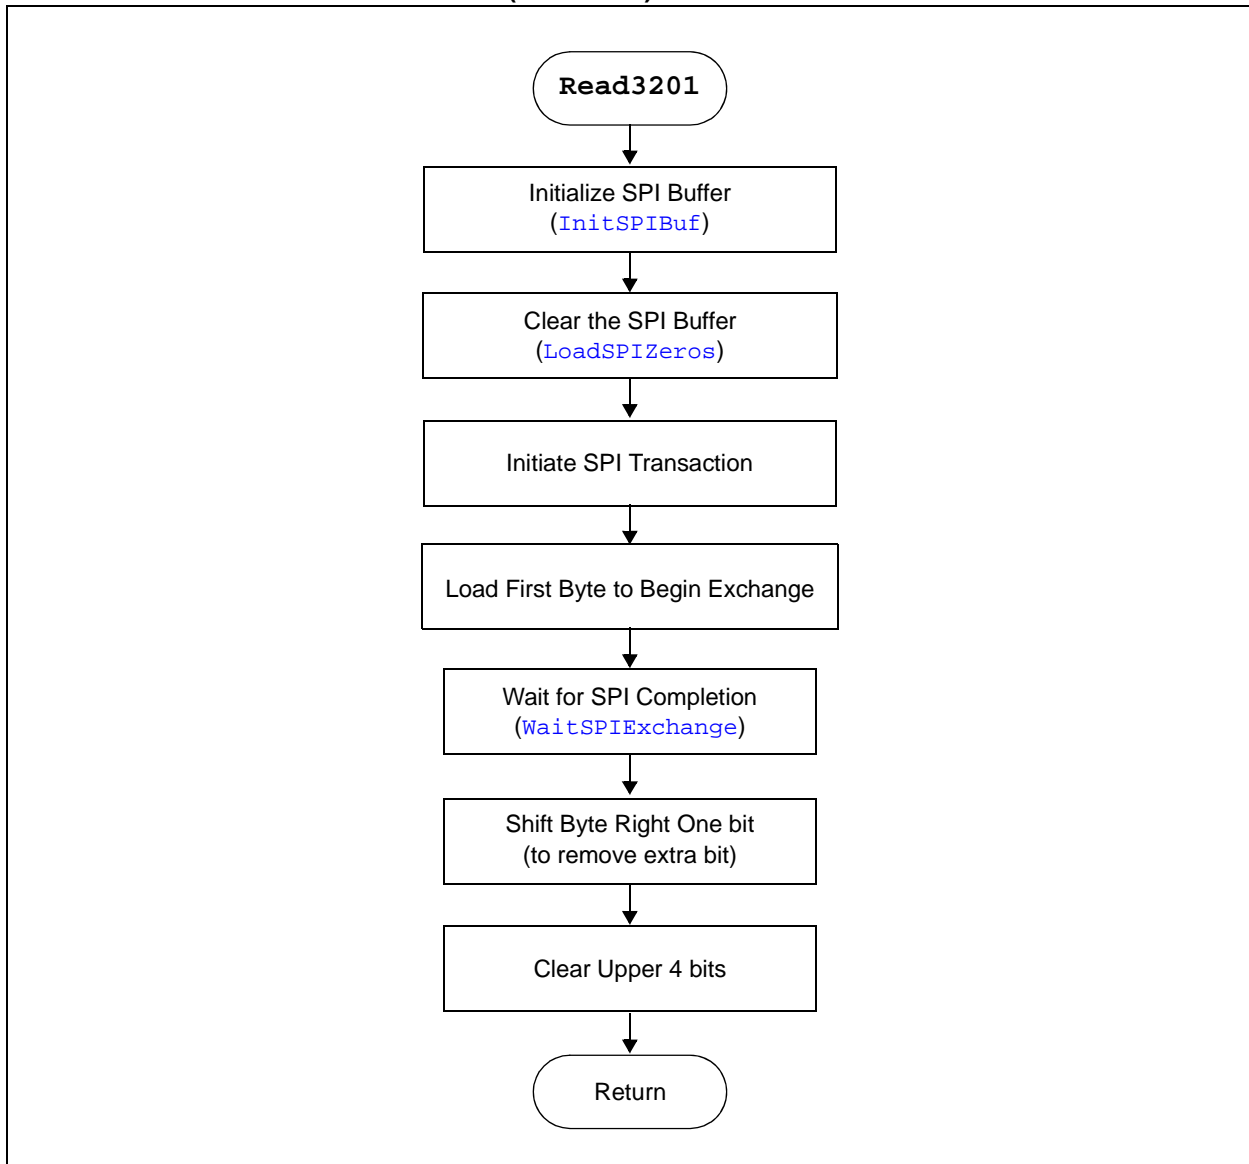 Read3201
Initialize SPI Buffer
(InitSPIBuf)
Clear the SPI Buffer
(LoadSPIZeros)
Initiate SPI Transaction
Load First Byte to Begin Exchange
Wait for SPI Completion
(WaitSPIExchange)
Shift Byte Right One bit
(to remove extra bit)
Clear Upper 4 bits
Return